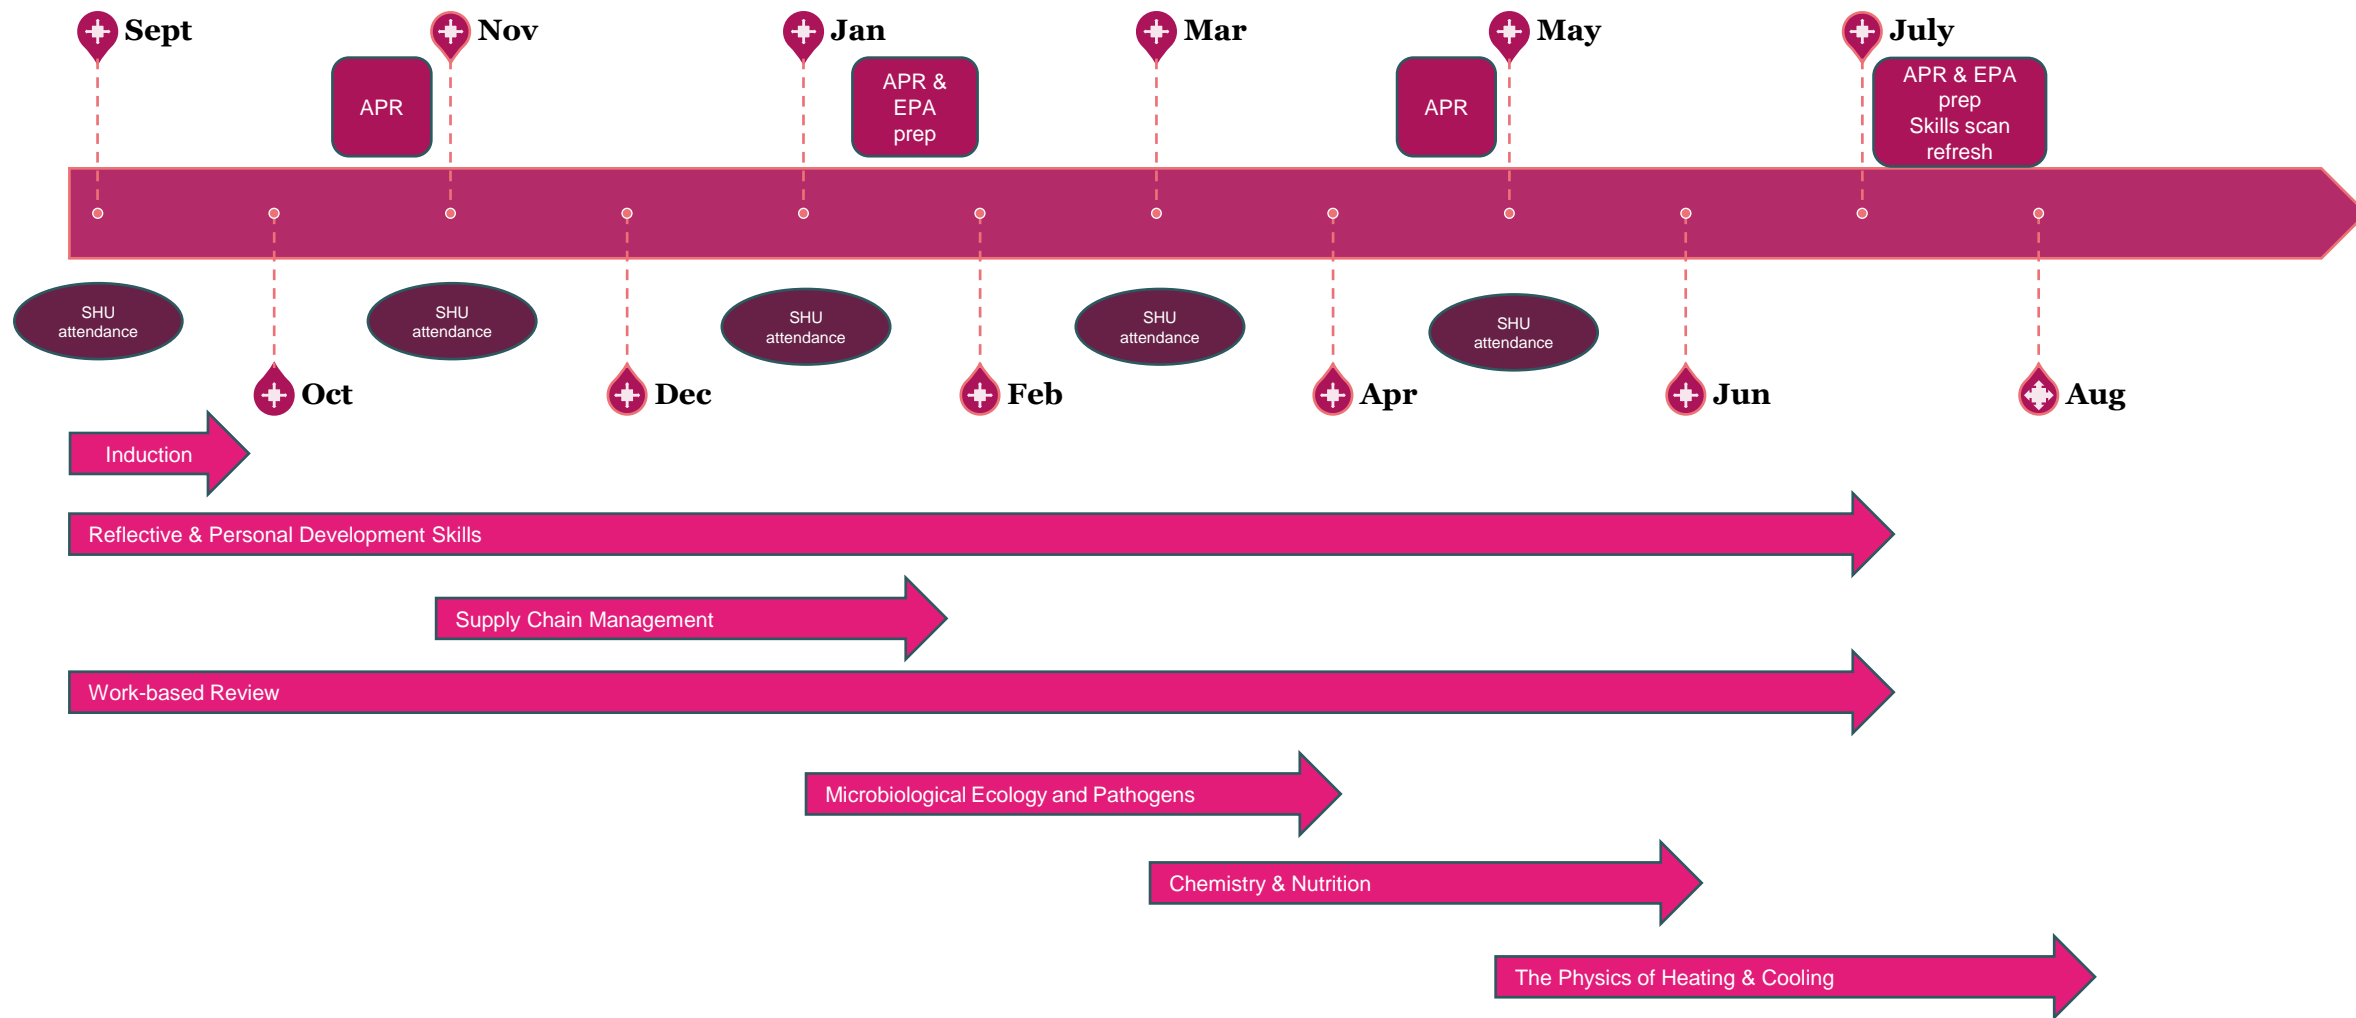 Sept
Nov
Jan
Mar
May
July
APR
APR &
EPA
prep
APR
APR & EPA
prep
Skills scan
refresh
SHU
attendance
SHU
attendance
SHU
attendance
SHU
attendance
SHU
attendance
Oct
Dec
Feb
Apr
Jun
Aug
Induction
Reflective & Personal Development Skills
Supply Chain Management
Work-based Review
Microbiological Ecology and Pathogens
Chemistry & Nutrition
The Physics of Heating & Cooling